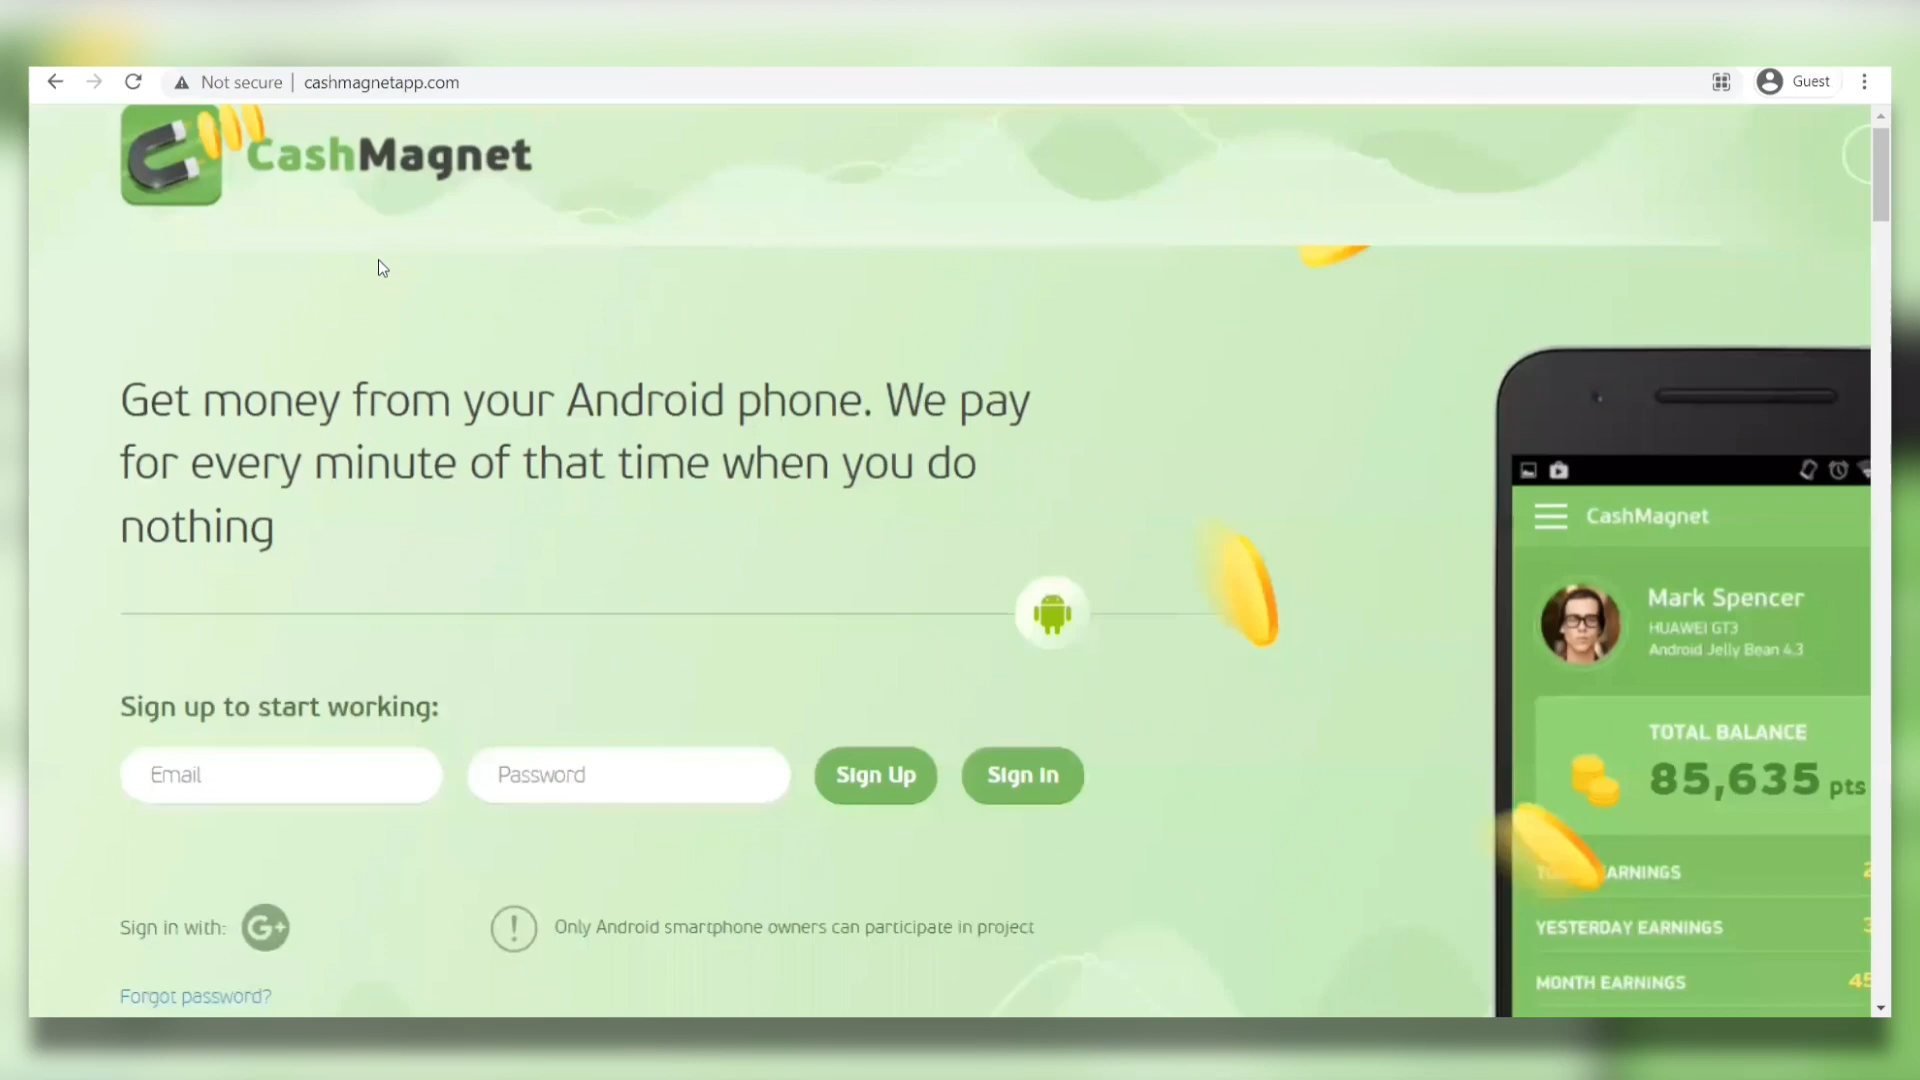 Not secure | cashmagnetapp.com
Guest
CashMagnet
Get money from your Android phone. We pay
for every minute of that time when you do
nothing
Sign up to start working:
Email
Password
Sign Up
Sign In
Sign in with:
G+
Only Android smartphone owners can participate in project
Forgot password?
CashMagnet
Mark Spencer
HUAWEI GT3
Android Jelly Bean 4.3
TOTAL BALANCE
85,635 pts
YESTERDAY EARNINGS
MONTH EARNINGS